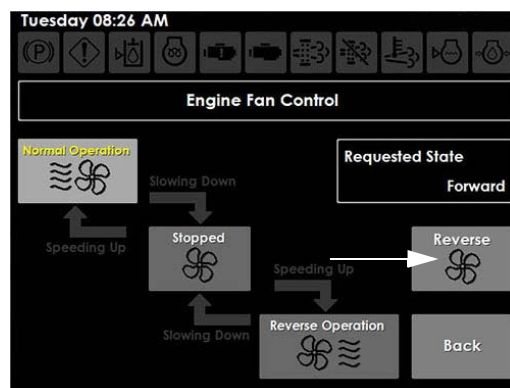 Tuesday 08:26 AM
(P)
Engine Fan Control
Normal Operation
Requested State
Forward
Slowing Down
Speeding Up
Stopped
Reverse
Speeding Up
Slowing Down
Reverse Operation
Back